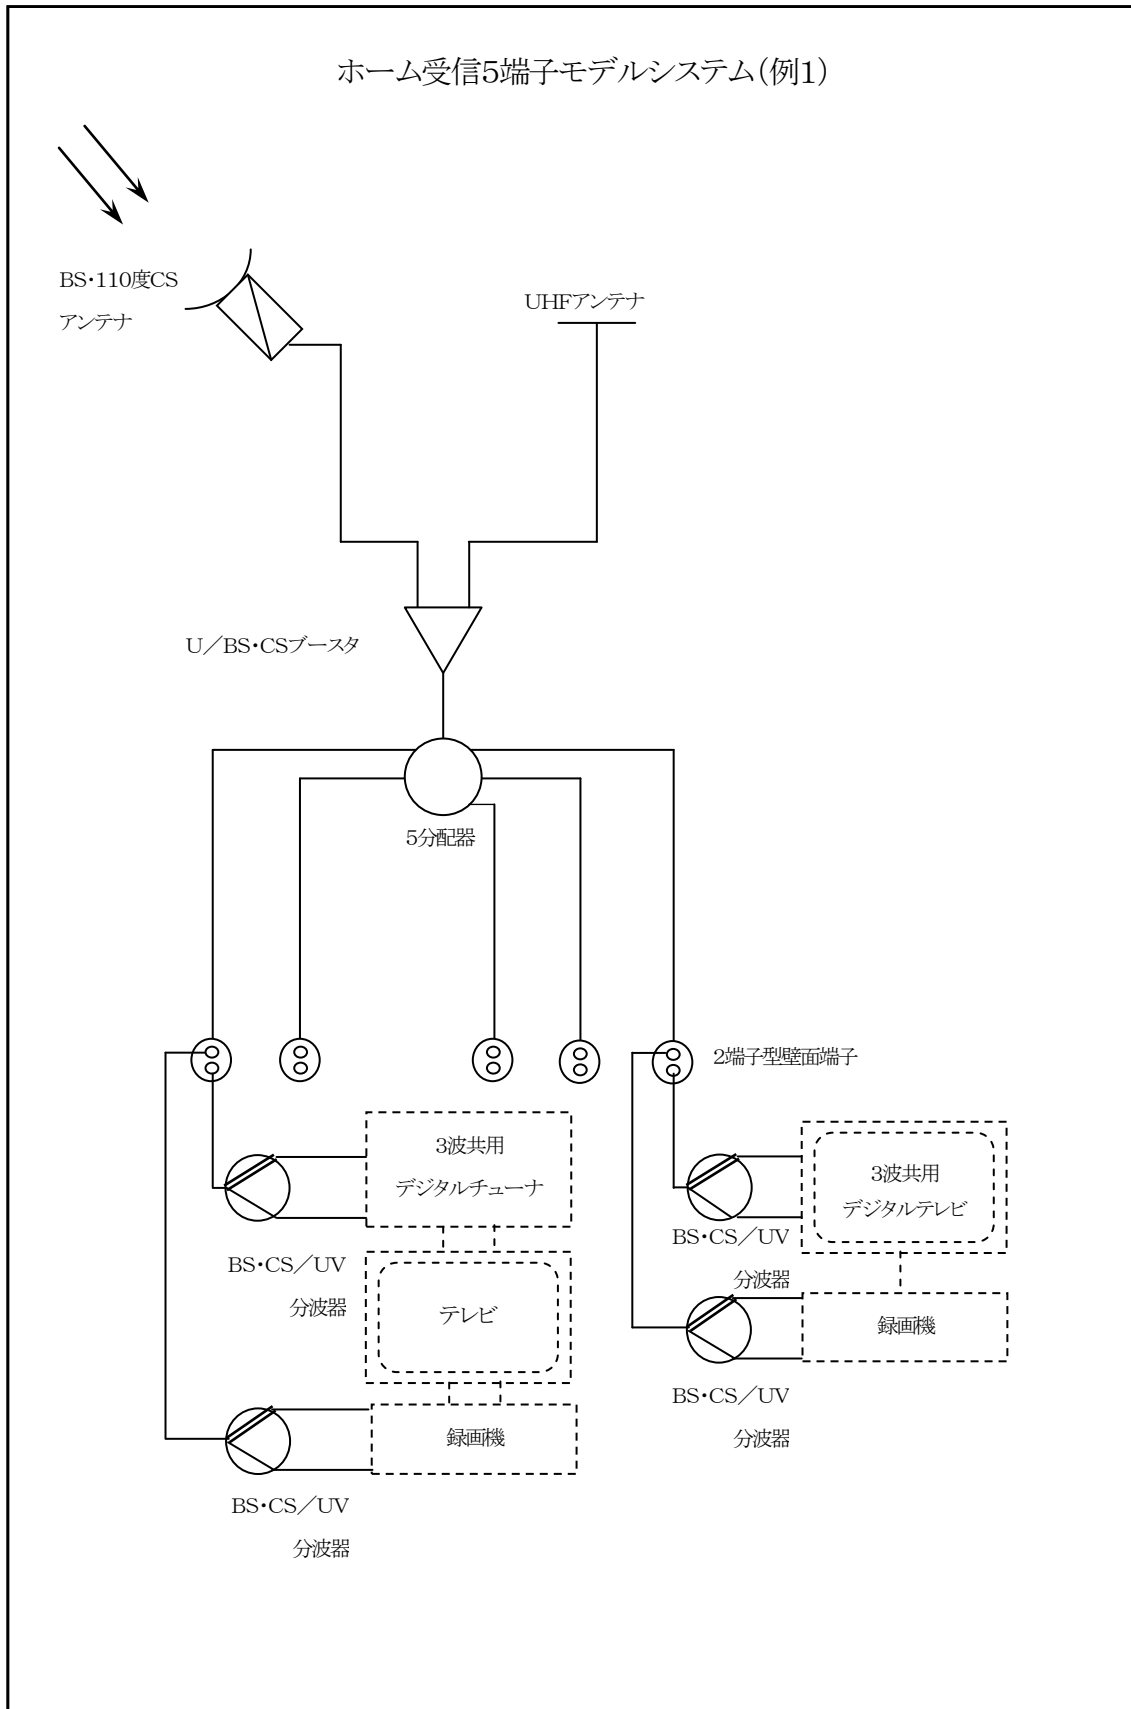 ホーム受信5端子モデルシステム(例1)
BS・110度CS
アンテナ
UHFアンテナ
U／BS・CSブースタ
5分配器
2端子型壁面端子
3波共用
デジタルチューナ
BS・CS／UV
分波器
テレビ
録画機
BS・CS／UV
分波器
3波共用
デジタルテレビ
BS・CS／UV
分波器
録画機
BS・CS／UV
分波器